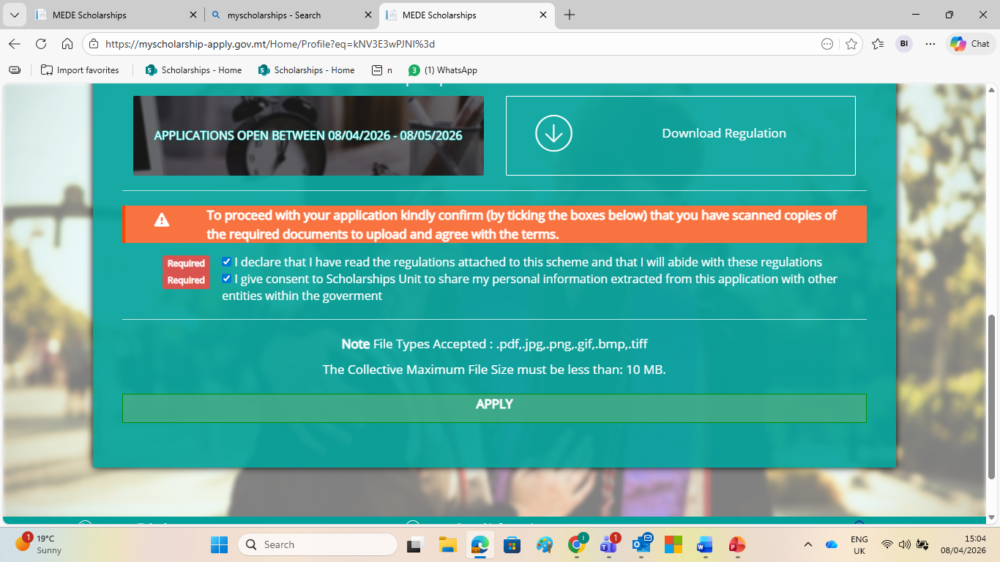 MEDE Scholarships
myscholarships - Search
MEDE Scholarships
https://myscholarship-apply.gov.mt/Home/Profile?eq=kNV3E3wPJNI%3d
BI
Chat
Import favorites
Scholarships - Home
Scholarships - Home
n
3
(1) WhatsApp
APPLICATIONS OPEN BETWEEN 08/04/2026 - 08/05/2026
Download Regulation
To proceed with your application kindly confirm (by ticking the boxes below) that you have scanned copies of
the required documents to upload and agree with the terms.
Required
I declare that I have read the regulations attached to this scheme and that I will abide with these regulations
Required
I give consent to Scholarships Unit to share my personal information extracted from this application with other
entities within the goverment
Note File Types Accepted : .pdf,.jpg,.png,.gif,.bmp,.tiff
The Collective Maximum File Size must be less than: 10 MB.
APPLY
1
19°C
Sunny
Search
1
ENG
UK
15:04
08/04/2026